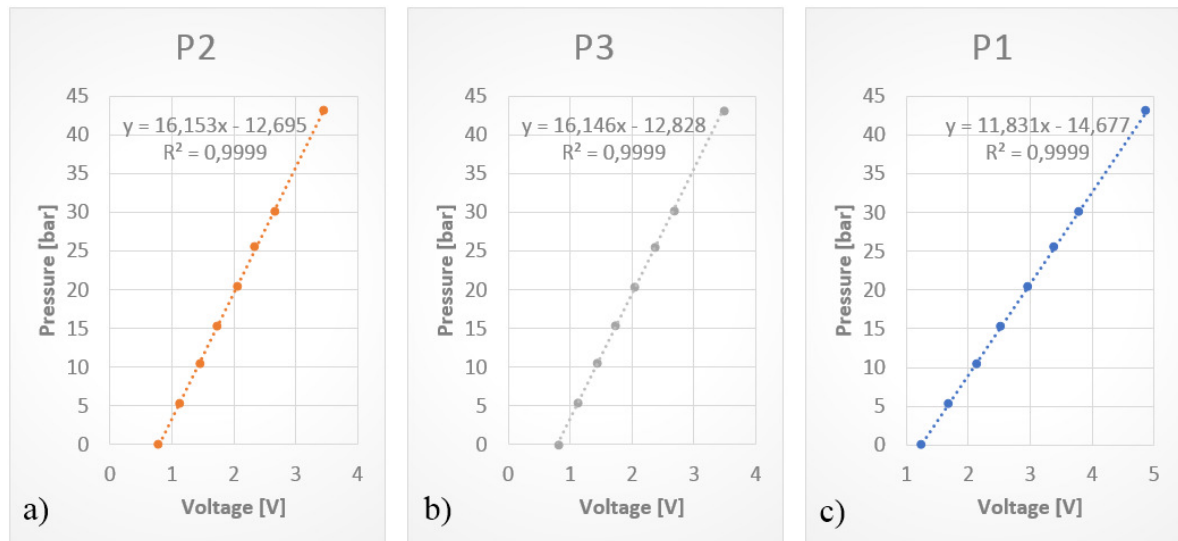 P2
45
40
35
30
25
20
15
10
5
0
Pressure [bar]
y = 16,153x - 12,695
R² = 0,9999
0 1 2 3 4
Voltage [V]
a)
P3
45
40
35
30
25
20
15
10
5
0
Pressure [bar]
y = 16,146x - 12,828
R² = 0,9999
0 1 2 3 4
Voltage [V]
b)
P1
45
40
35
30
25
20
15
10
5
0
Pressure [bar]
y = 11,831x - 14,677
R² = 0,9999
1 2 3 4 5
Voltage [V]
c)